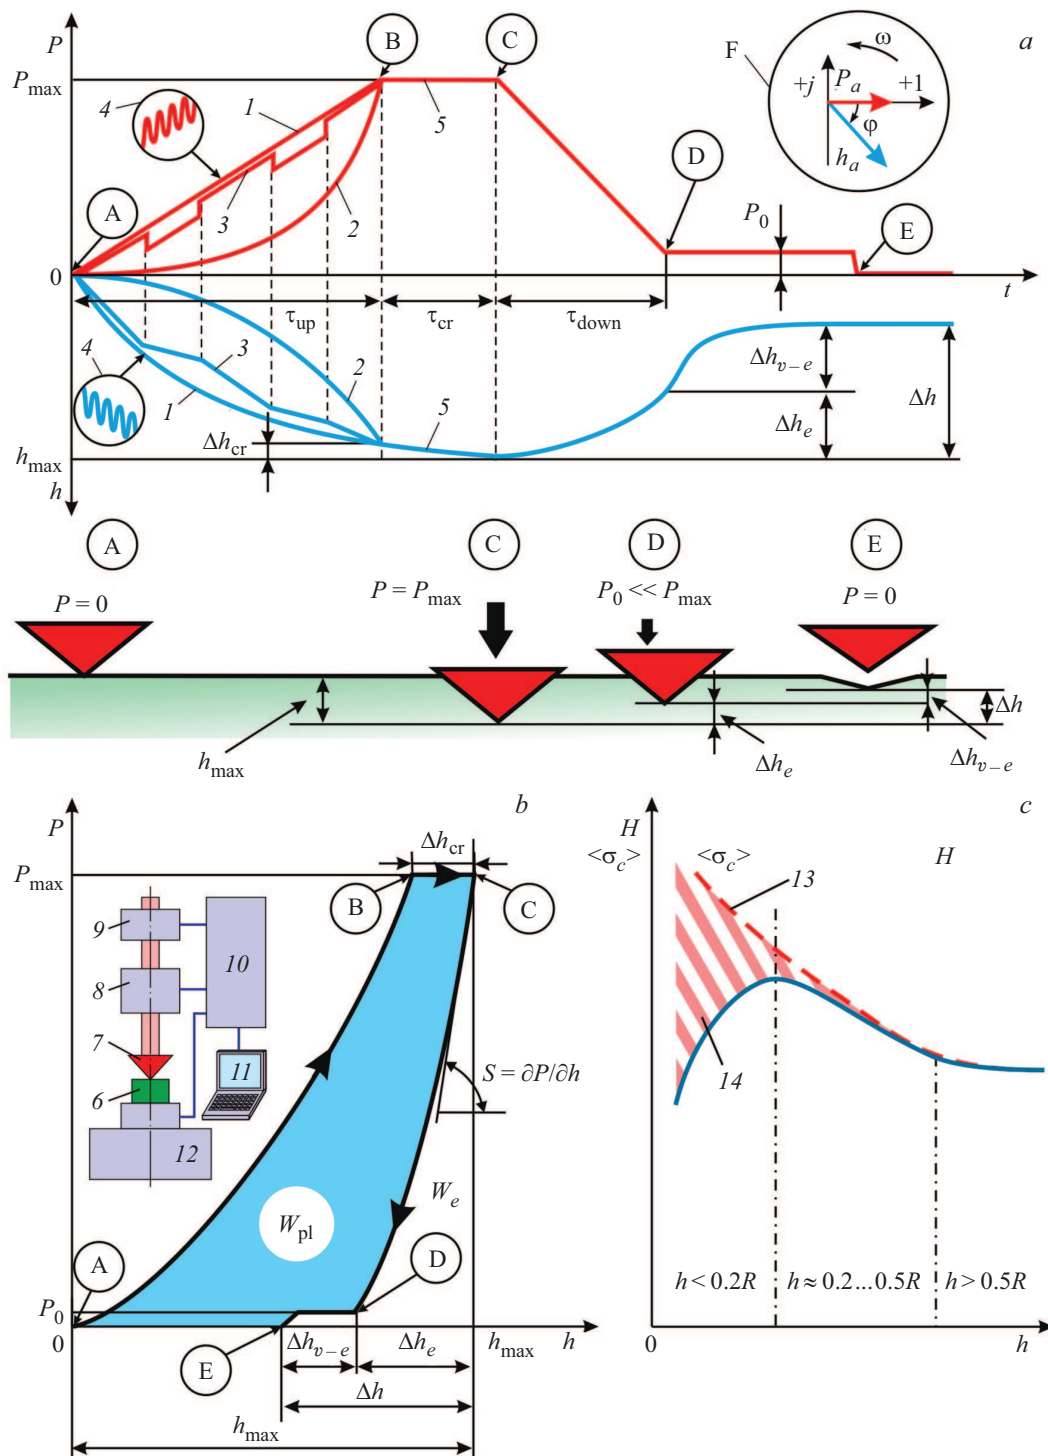 P
B
C
a
P_max
F
ω
+j
P_a
+1
φ
h_a
4
1
5
D
A
3
2
P_0
E
0
t
τ_up
τ_cr
τ_down
4
3
2
1
5
Δh_cr
Δh_v–e
Δh_e
Δh
h_max
h
A
C
D
E
P = 0
P = P_max
P_0 << P_max
P = 0
h_max
Δh_e
Δh
Δh_v–e
P
b
Δh_cr
P_max
B
C
9
8
7
6
10
11
12
S = ∂P/∂h
W_e
W_pl
A
D
P_0
0
E
Δh_v–e
Δh_e
h_max
h
Δh
h_max
H
c
<σ_c>
<σ_c>
H
13
14
h < 0.2R
h ≈ 0.2...0.5R
h > 0.5R
0
h